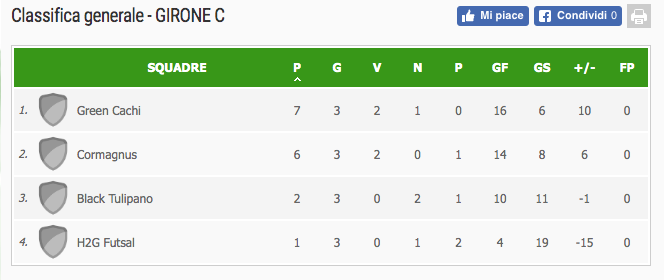 Classifica generale - GIRONE C
Mi piace
Condividi 0
SQUADRE P G V N P GF GS +/- FP
1. Green Cachi 7 3 2 1 0 16 6 10 0
2. Cormagnus 6 3 2 0 1 14 8 6 0
3. Black Tulipano 2 3 0 2 1 10 11 -1 0
4. H2G Futsal 1 3 0 1 2 4 19 -15 0